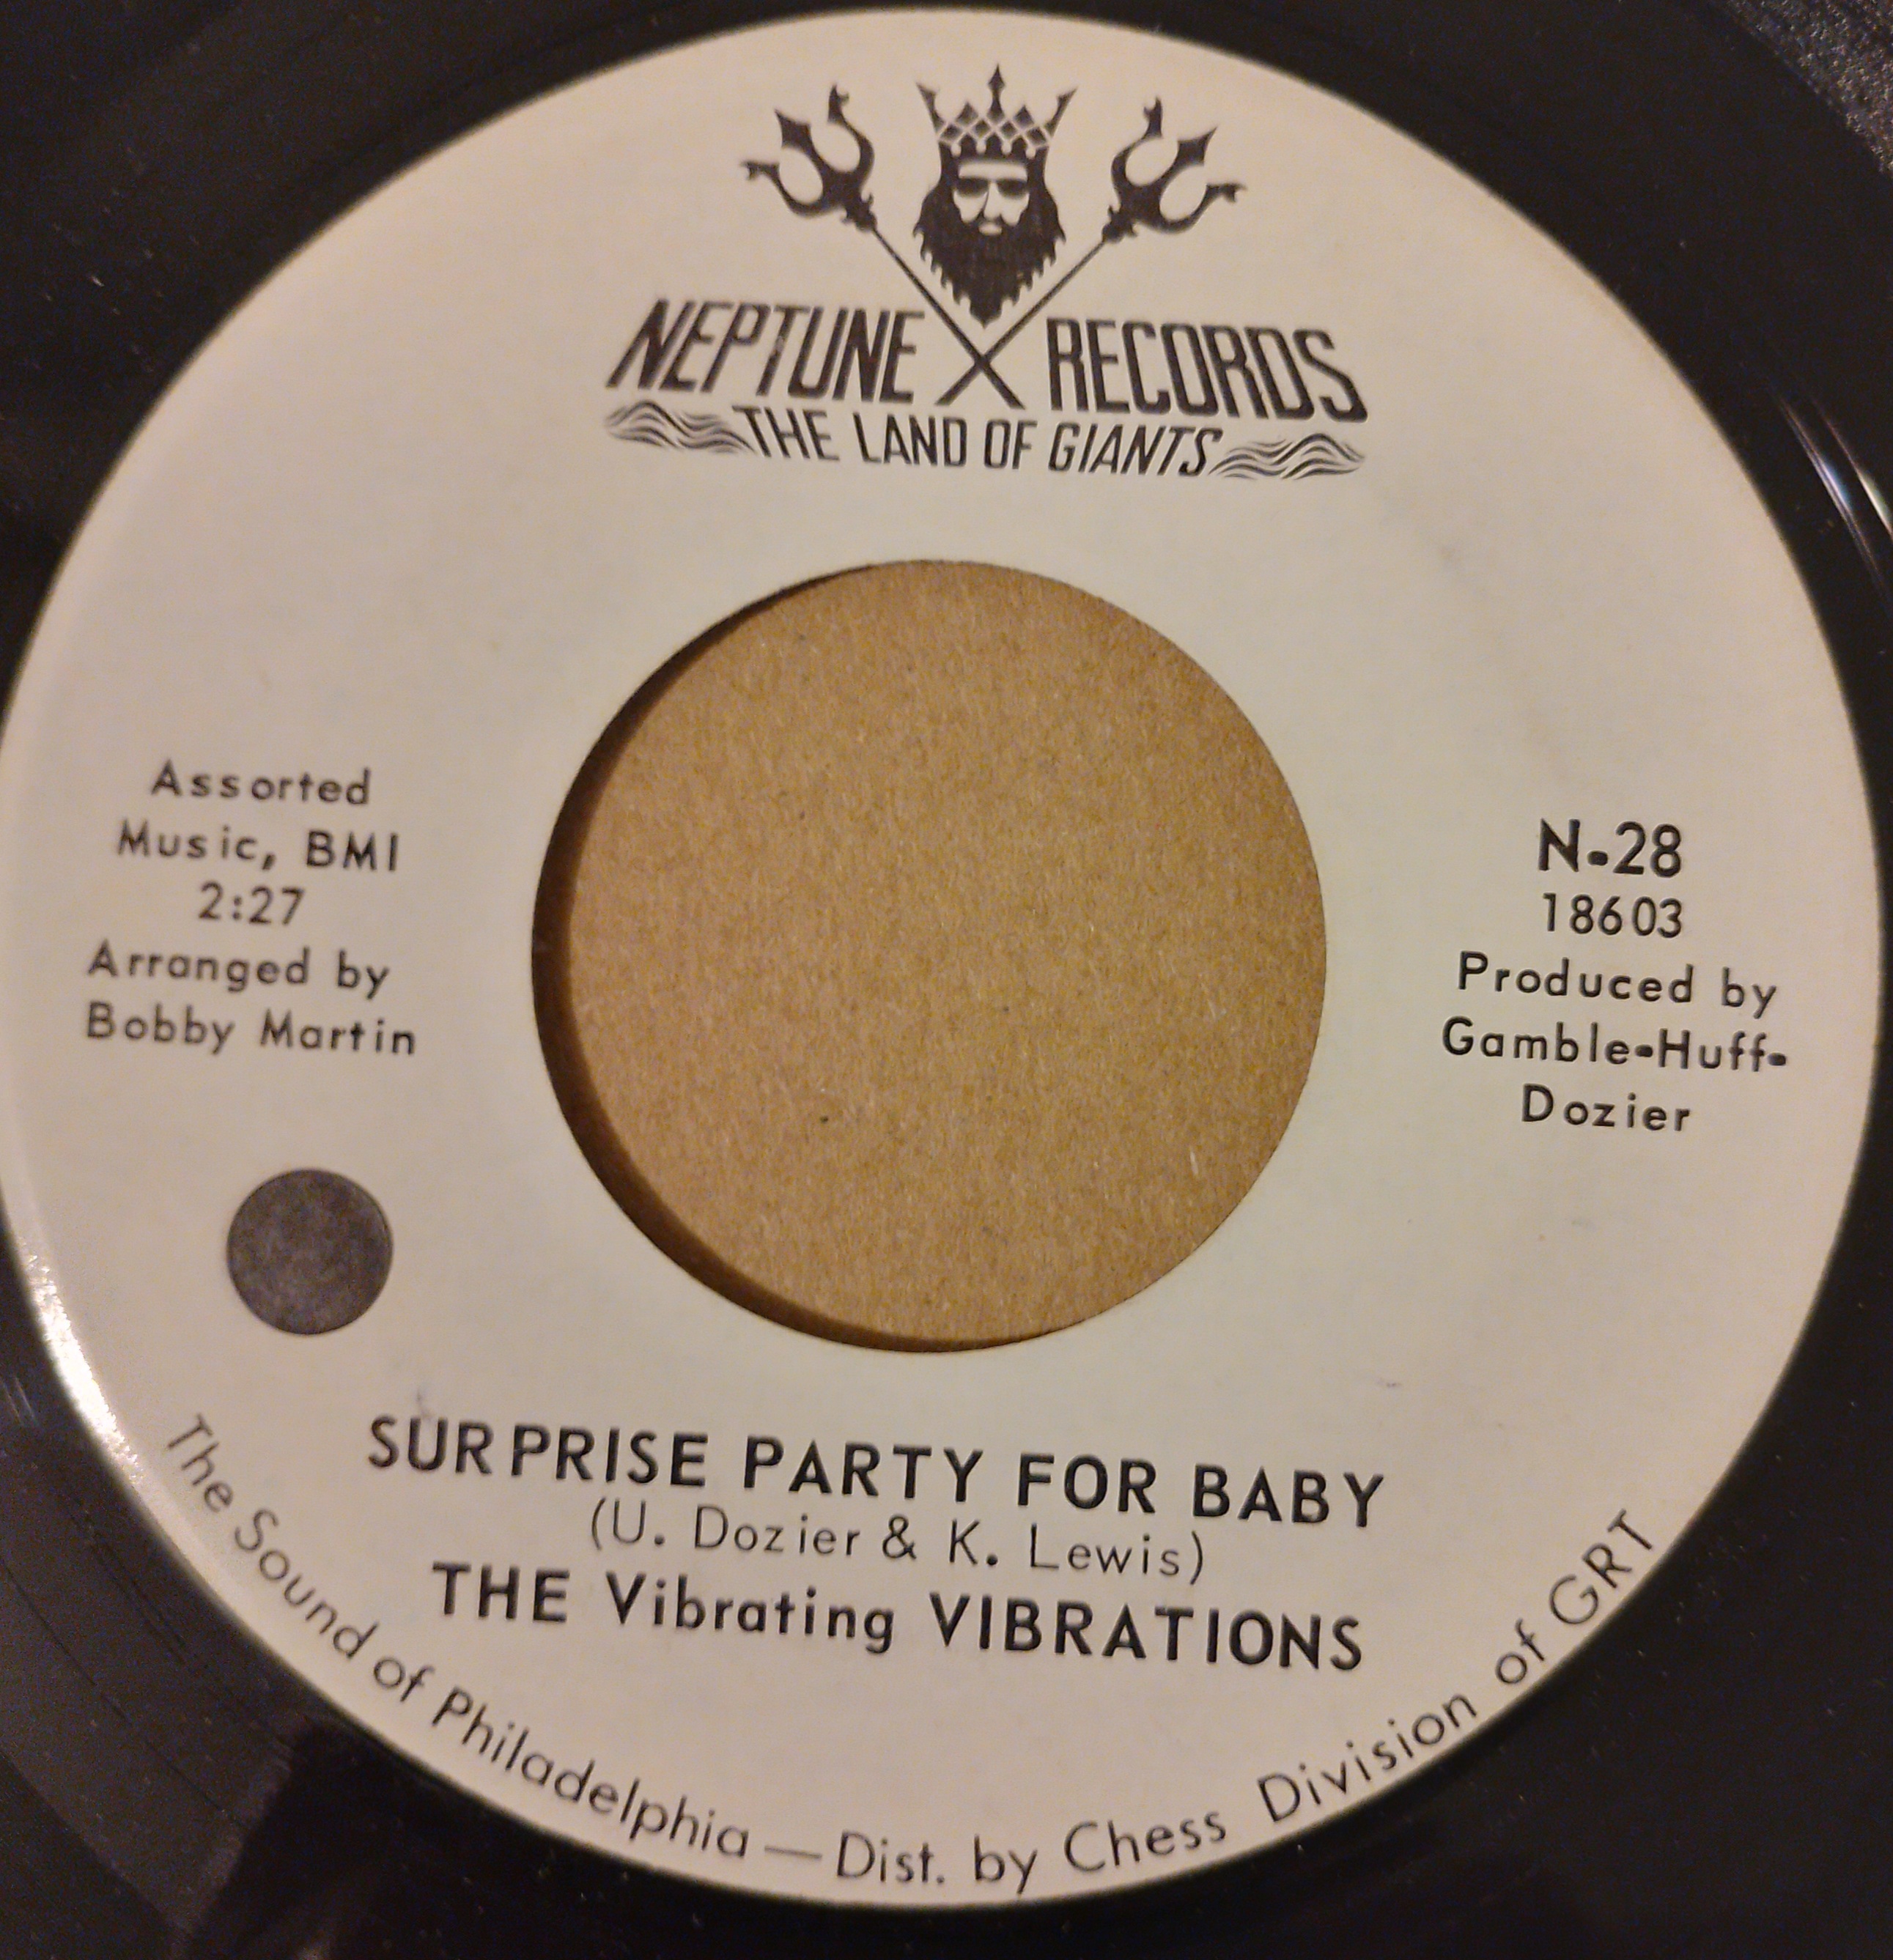 NEPTUNE RECORDS
THE LAND OF GIANTS
Assorted
Music, BMI
2:27
Arranged by
Bobby Martin
N-28
18603
Produced by
Gamble-Huff-
Dozier
SURPRISE PARTY FOR BABY
(U. Dozier & K. Lewis)
THE Vibrating VIBRATIONS
The Sound of Philadelphia — Dist. by Chess Division of GRT